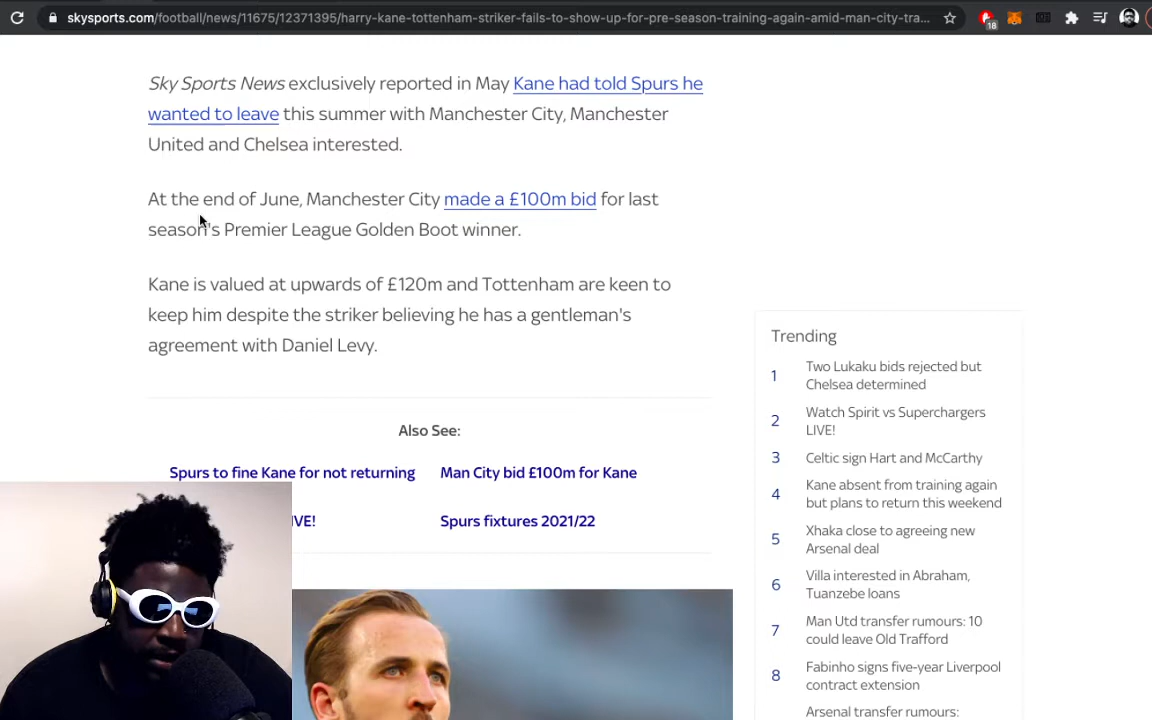 skysports.com/football/news/11675/12371395/harry-kane-tottenham-striker-fails-to-show-up-for-pre-season-training-again-amid-man-city-tra...
18
Sky Sports News exclusively reported in May Kane had told Spurs he
wanted to leave this summer with Manchester City, Manchester
United and Chelsea interested.
At the end of June, Manchester City made a £100m bid for last
season's Premier League Golden Boot winner.
Kane is valued at upwards of £120m and Tottenham are keen to
keep him despite the striker believing he has a gentleman's
agreement with Daniel Levy.
Also See:
Spurs to fine Kane for not returning
Man City bid £100m for Kane
IVE!
Spurs fixtures 2021/22
Trending
1 Two Lukaku bids rejected but
Chelsea determined
2 Watch Spirit vs Superchargers
LIVE!
3 Celtic sign Hart and McCarthy
4 Kane absent from training again
but plans to return this weekend
5 Xhaka close to agreeing new
Arsenal deal
6 Villa interested in Abraham,
Tuanzebe loans
7 Man Utd transfer rumours: 10
could leave Old Trafford
8 Fabinho signs five-year Liverpool
contract extension
Arsenal transfer rumours: